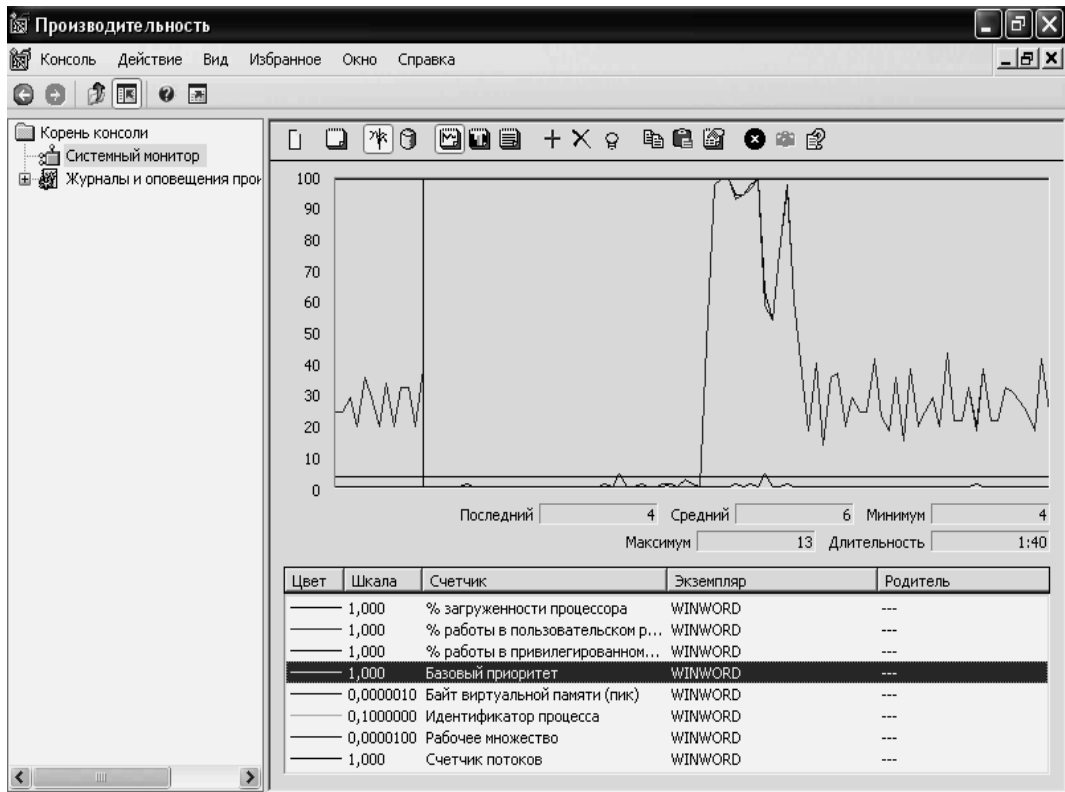 Производительность
Консоль Действие Вид Избранное Окно Справка
Корень консоли
Системный монитор
Журналы и оповещения прои
100
90
80
70
60
50
40
30
20
10
0
Последний 4 Средний 6 Минимум 4
Максимум 13 Длительность 1:40
Цвет Шкала Счетчик Экземпляр Родитель
1,000 % загруженности процессора WINWORD ---
1,000 % работы в пользовательском р... WINWORD ---
1,000 % работы в привилегированном... WINWORD ---
1,000 Базовый приоритет WINWORD ---
0,0000010 Байт виртуальной памяти (пик) WINWORD ---
0,1000000 Идентификатор процесса WINWORD ---
0,0000100 Рабочее множество WINWORD ---
1,000 Счетчик потоков WINWORD ---